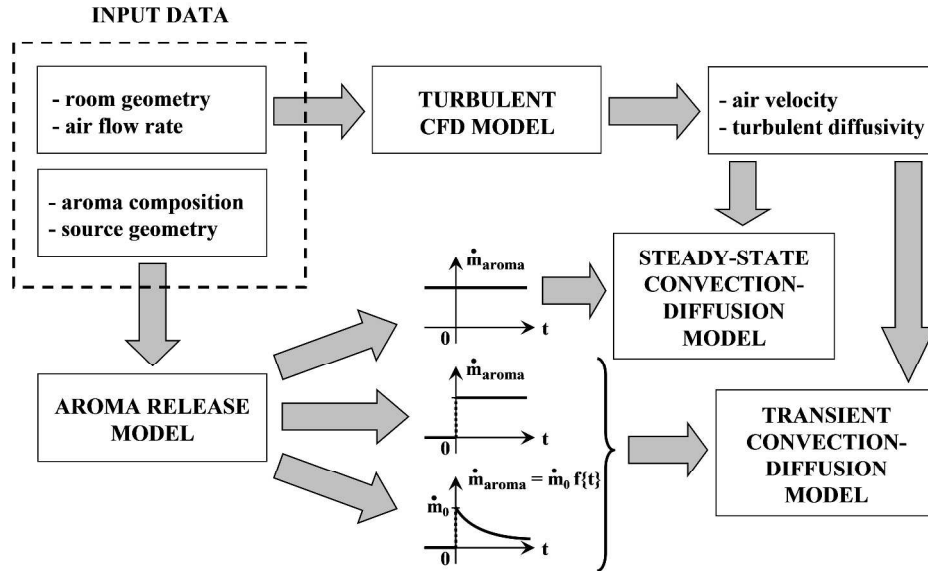 INPUT DATA
- room geometry
- air flow rate
TURBULENT
CFD MODEL
- air velocity
- turbulent diffusivity
- aroma composition
- source geometry
ṁaroma
0
t
STEADY-STATE
CONVECTION-
DIFFUSION
MODEL
AROMA RELEASE
MODEL
ṁaroma
0
t
ṁaroma = ṁ0 f{t}
ṁ0
0
t
TRANSIENT
CONVECTION-
DIFFUSION
MODEL